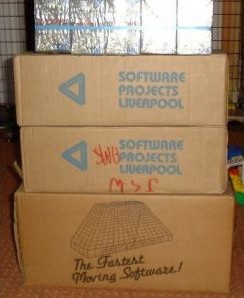 SOFTWARE
PROJECTS
LIVERPOOL
SOFTWARE
PROJECTS
LIVERPOOL
The Fastest
Moving Software!